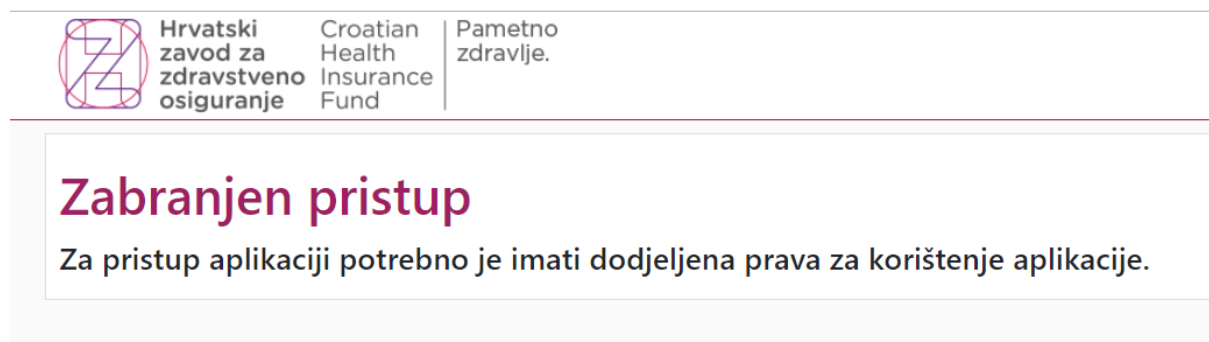 Hrvatski
zavod za
zdravstveno
osiguranje
Croatian
Health
Insurance
Fund
Pametno
zdravlje.
Zabranjen pristup
Za pristup aplikaciji potrebno je imati dodjeljena prava za korištenje aplikacije.